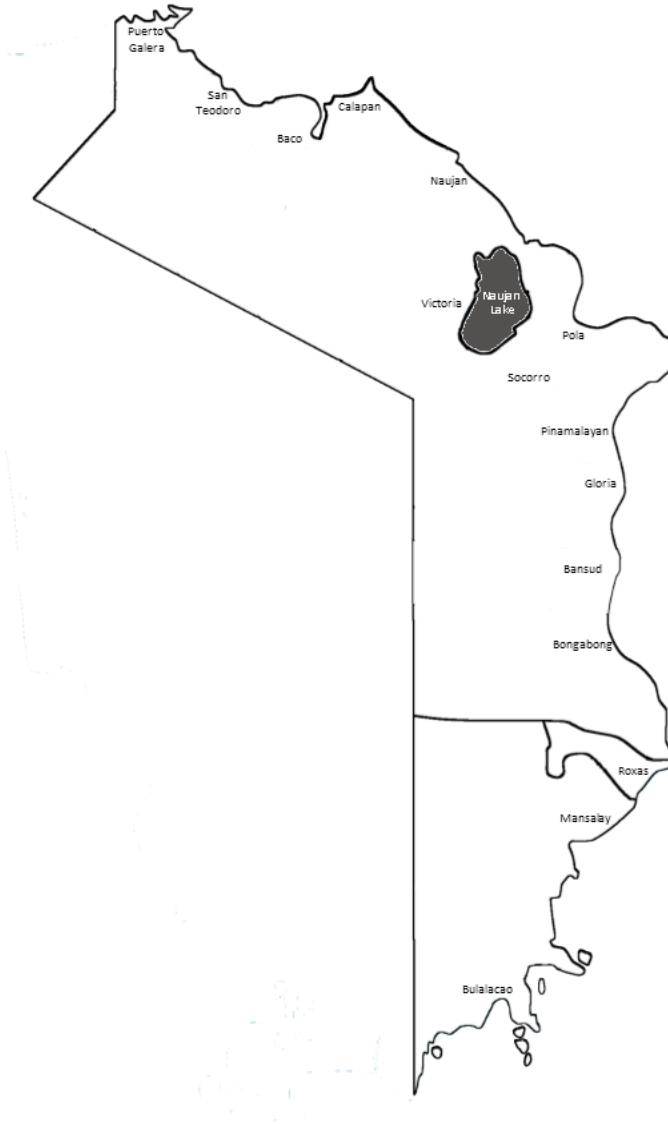 Puerto
Galera
San
Teodoro
Calapan
Baco
Naujan
Victoria
Naujan
Lake
Pola
Socorro
Pinamalayan
Gloria
Bansud
Bongabong
Roxas
Mansalay
Bulalacao